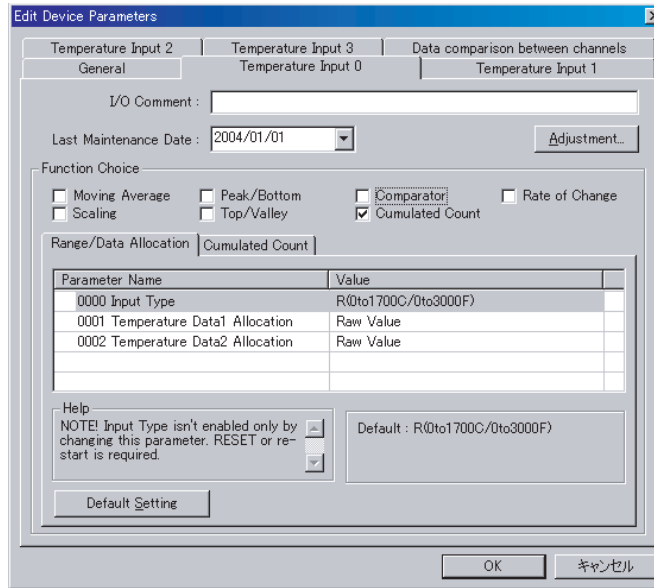 Edit Device Parameters
Temperature Input 2 Temperature Input 3 Data comparison between channels
General Temperature Input 0 Temperature Input 1
I/O Comment :
Last Maintenance Date : 2004/01/01 Adjustment...
Function Choice
Moving Average Peak/Bottom Comparator Rate of Change
Scaling Top/Valley Cumulated Count
Range/Data Allocation Cumulated Count
Parameter Name Value
0000 Input Type R(0to1700C/0to3000F)
0001 Temperature Data1 Allocation Raw Value
0002 Temperature Data2 Allocation Raw Value
Help
NOTE! Input Type isn't enabled only by
changing this parameter. RESET or re-
start is required.
Default : R(0to1700C/0to3000F)
Default Setting
OK キャンセル